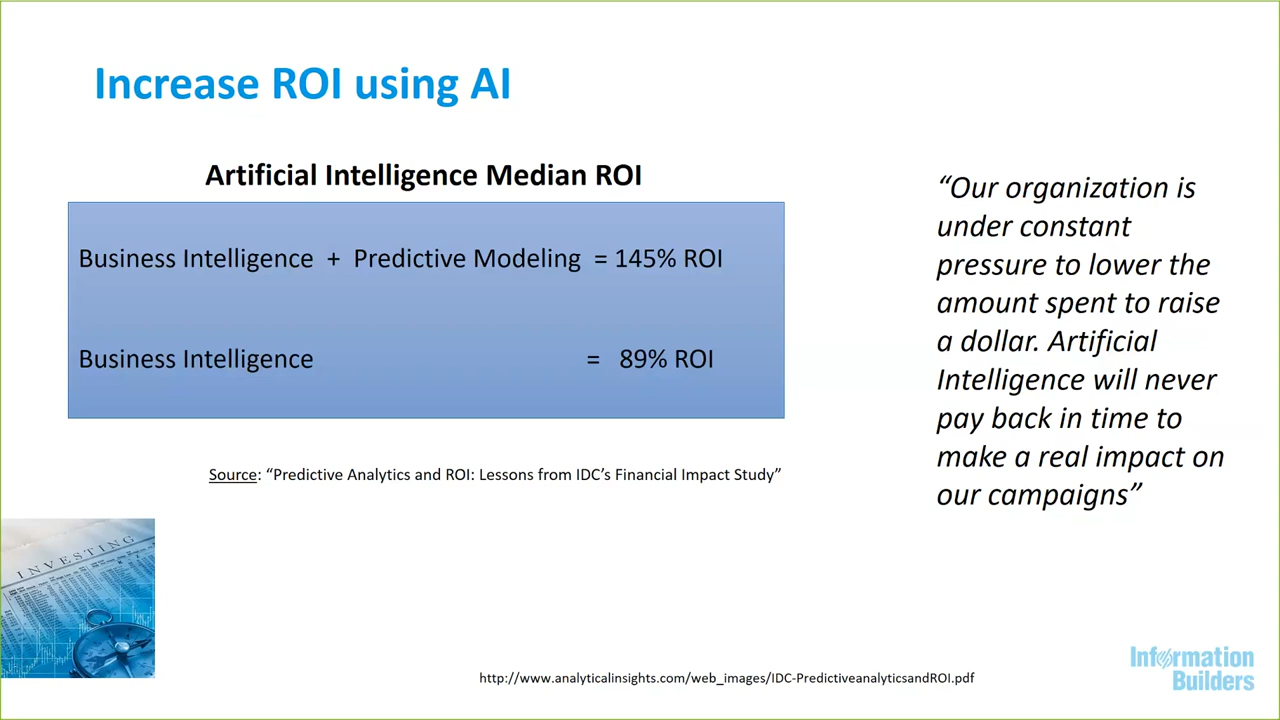 Increase ROI using AI
Artificial Intelligence Median ROI
Business Intelligence + Predictive Modeling = 145% ROI
Business Intelligence = 89% ROI
Source: “Predictive Analytics and ROI: Lessons from IDC’s Financial Impact Study”
“Our organization is
under constant
pressure to lower the
amount spent to raise
a dollar. Artificial
Intelligence will never
pay back in time to
make a real impact on
our campaigns”
INVESTING
http://www.analyticalinsights.com/web_images/IDC-PredictiveanalyticsandROI.pdf
Information
Builders